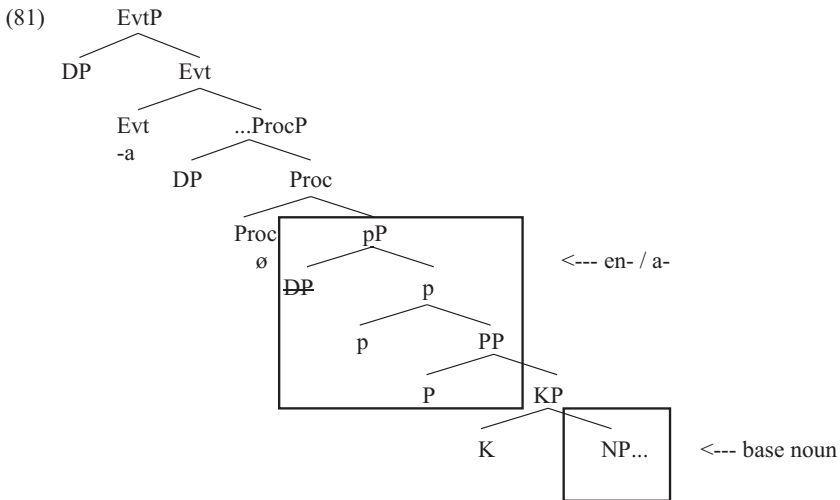 (81) EvtP
DP Evt
Evt ...ProcP
-a
DP Proc
Proc pP
ø <--- en- / a-
DP p
p PP
P KP
K NP... <--- base noun